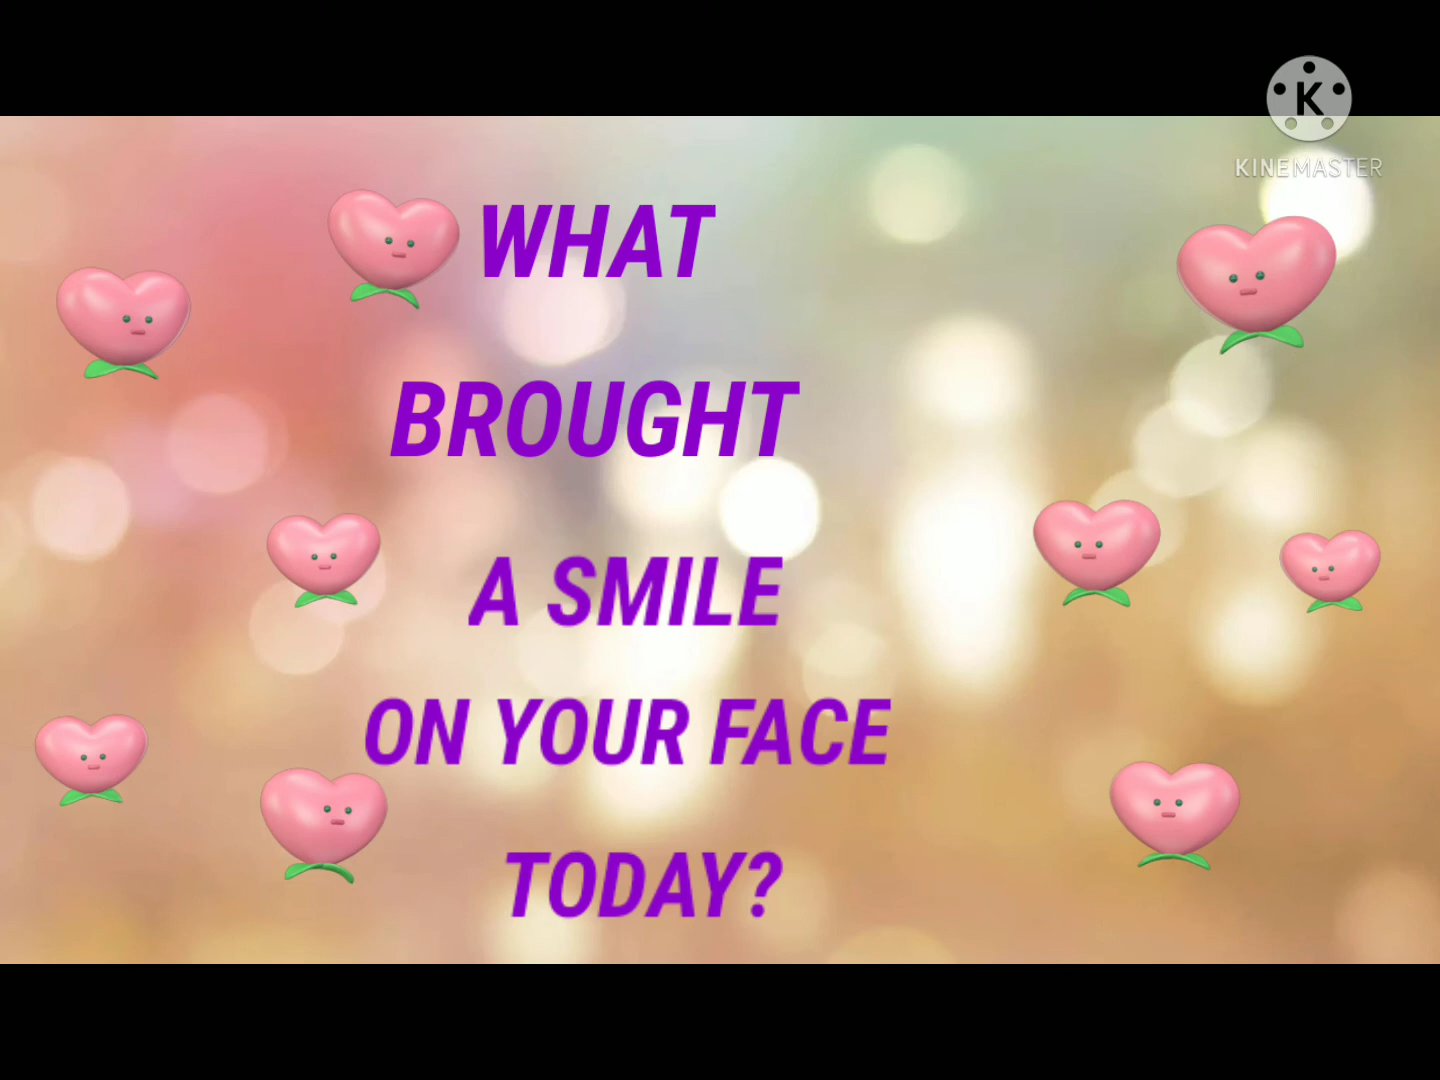 K
KINEMASTER
WHAT
BROUGHT
A SMILE
ON YOUR FACE
TODAY?